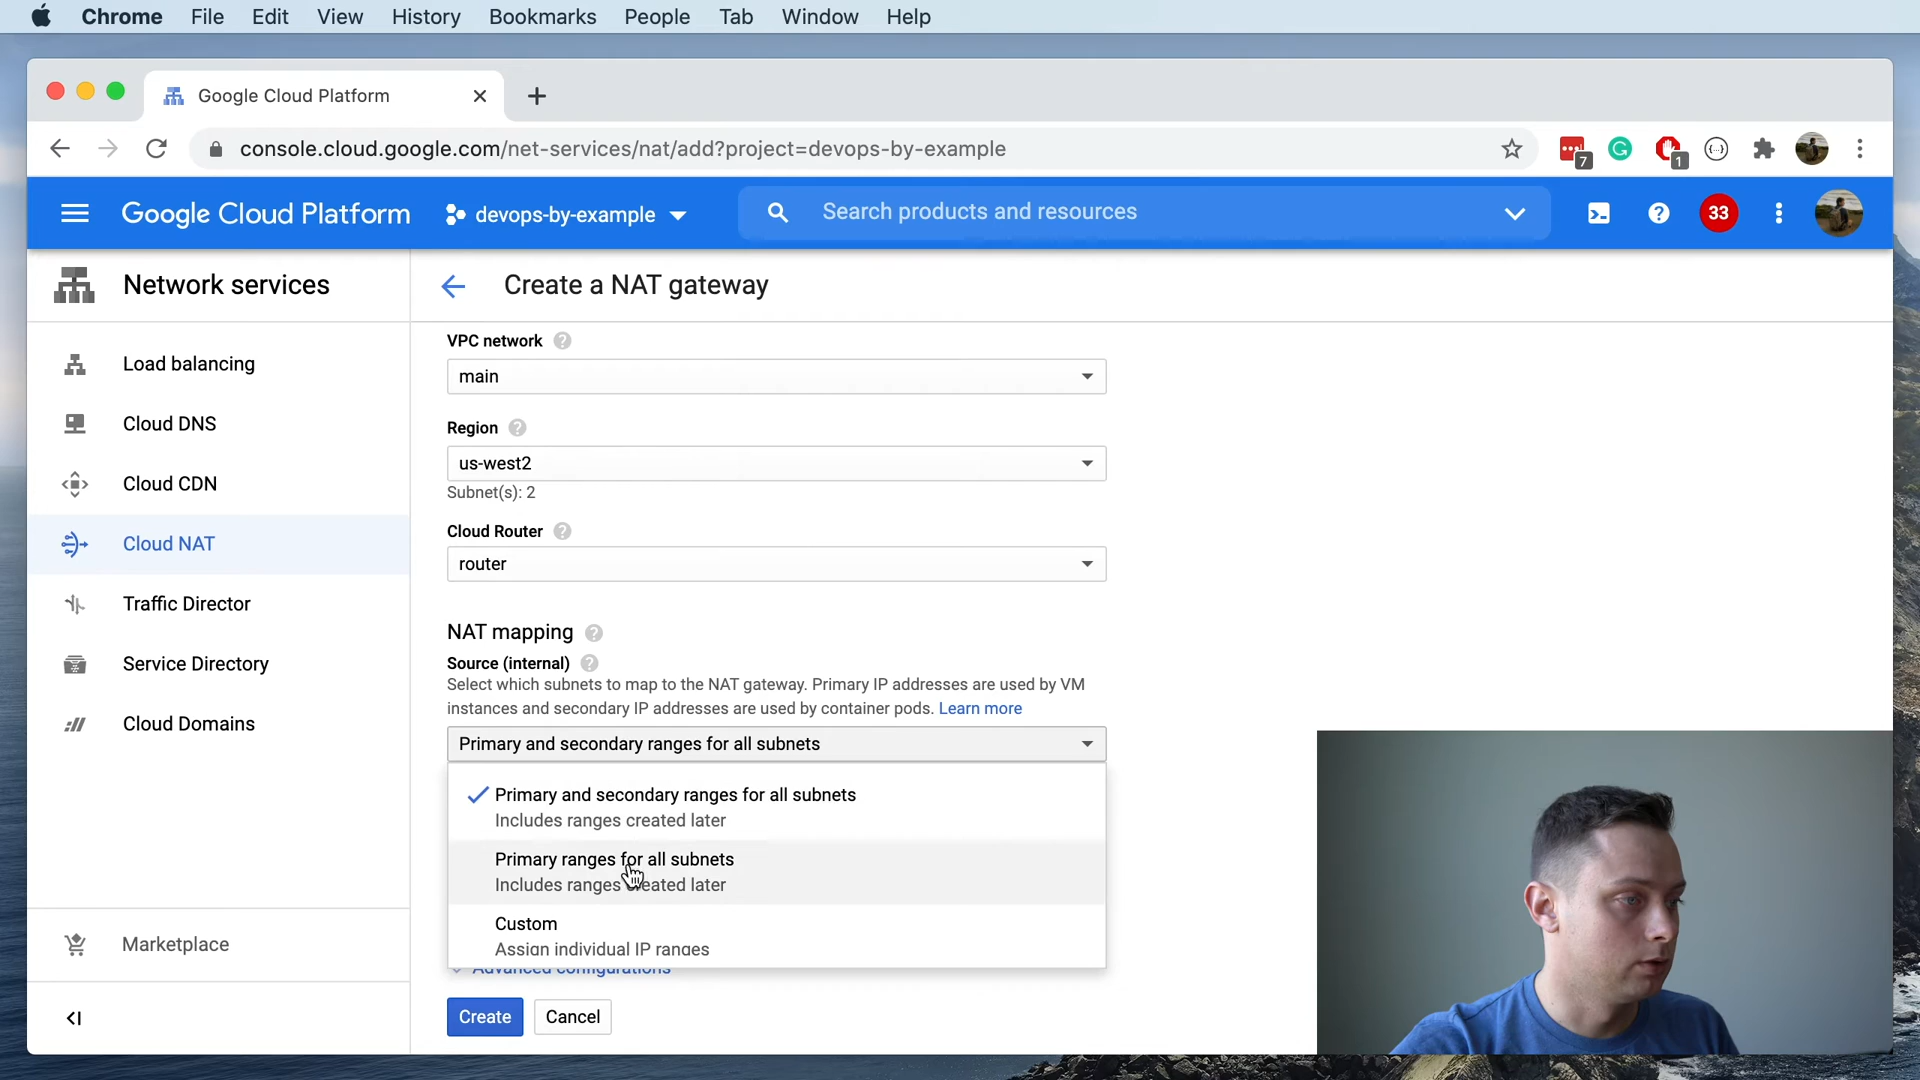 Chrome File Edit View History Bookmarks People Tab Window Help
Google Cloud Platform
console.cloud.google.com/net-services/nat/add?project=devops-by-example
7
1
Google Cloud Platform
devops-by-example
Search products and resources
33
Network services
Create a NAT gateway
Load balancing
Cloud DNS
Cloud CDN
Cloud NAT
Traffic Director
Service Directory
Cloud Domains
Marketplace
VPC network
main
Region
us-west2
Subnet(s): 2
Cloud Router
router
NAT mapping
Source (internal)
Select which subnets to map to the NAT gateway. Primary IP addresses are used by VM
instances and secondary IP addresses are used by container pods. Learn more
Primary and secondary ranges for all subnets
Primary and secondary ranges for all subnets
Includes ranges created later
Primary ranges for all subnets
Includes ranges created later
Custom
Assign individual IP ranges
Advanced configurations
Create
Cancel